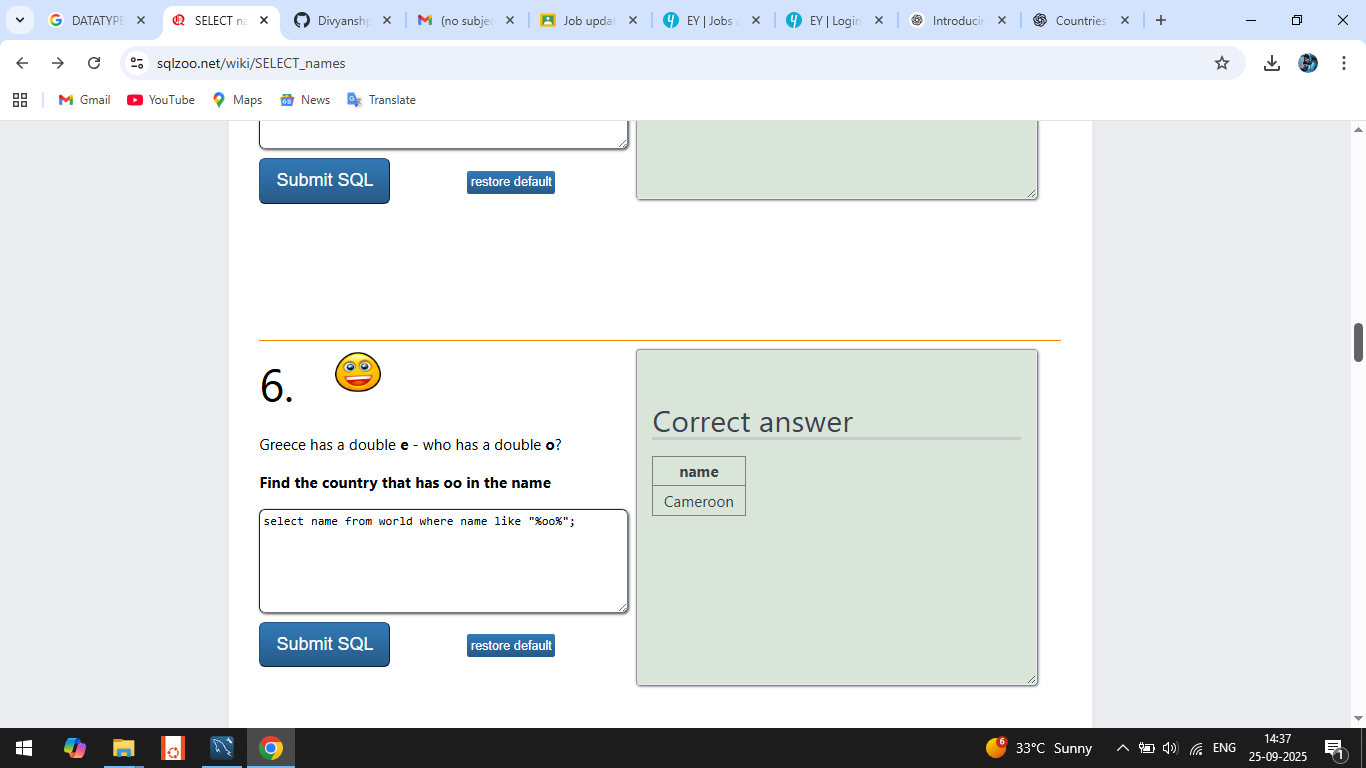 DATATYPE
SELECT na
Divyanshp
(no subje
Job updat
EY | Jobs a
EY | Login
Introducin
Countries
sqlzoo.net/wiki/SELECT_names
Gmail
YouTube
Maps
News
Translate
Submit SQL
restore default
6.
Greece has a double e - who has a double o?
Find the country that has oo in the name
select name from world where name like "%oo%";
Submit SQL
restore default
Correct answer
name
Cameroon
6
33°C Sunny
ENG
14:37
25-09-2025
1